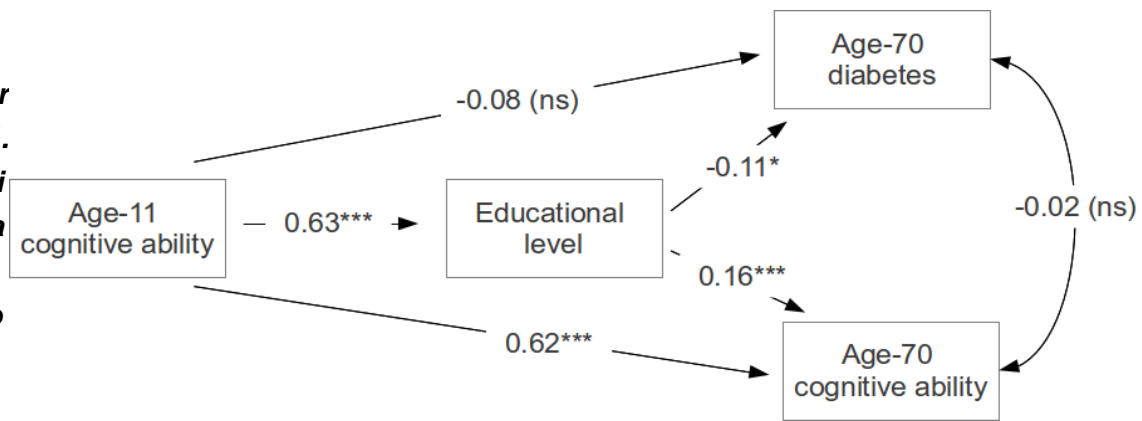 Age-70
diabetes
-0.08 (ns)
-0.11*
Age-11
cognitive ability
0.63***
Educational
level
-0.02 (ns)
0.16***
0.62***
Age-70
cognitive ability